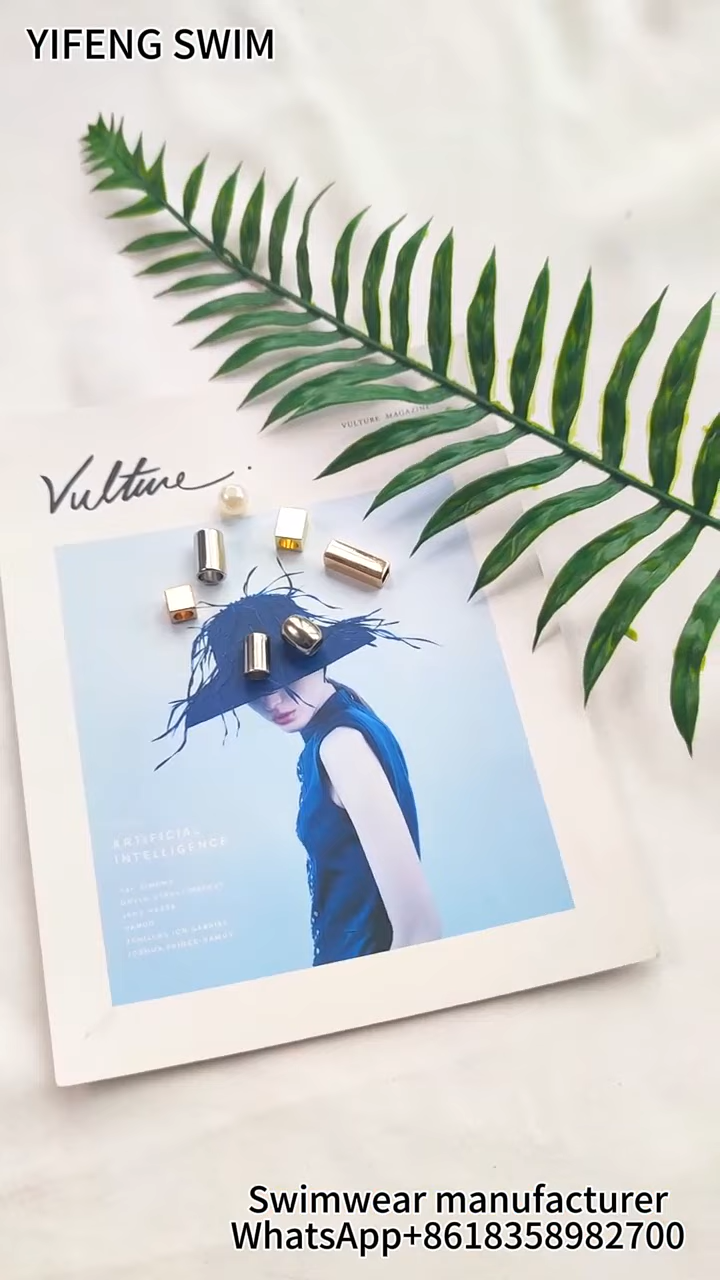 YIFENG SWIM
VULTURE MAGAZINE
Vulture
ARTIFICIAL
INTELLIGENCE
Swimwear manufacturer
WhatsApp+8618358982700